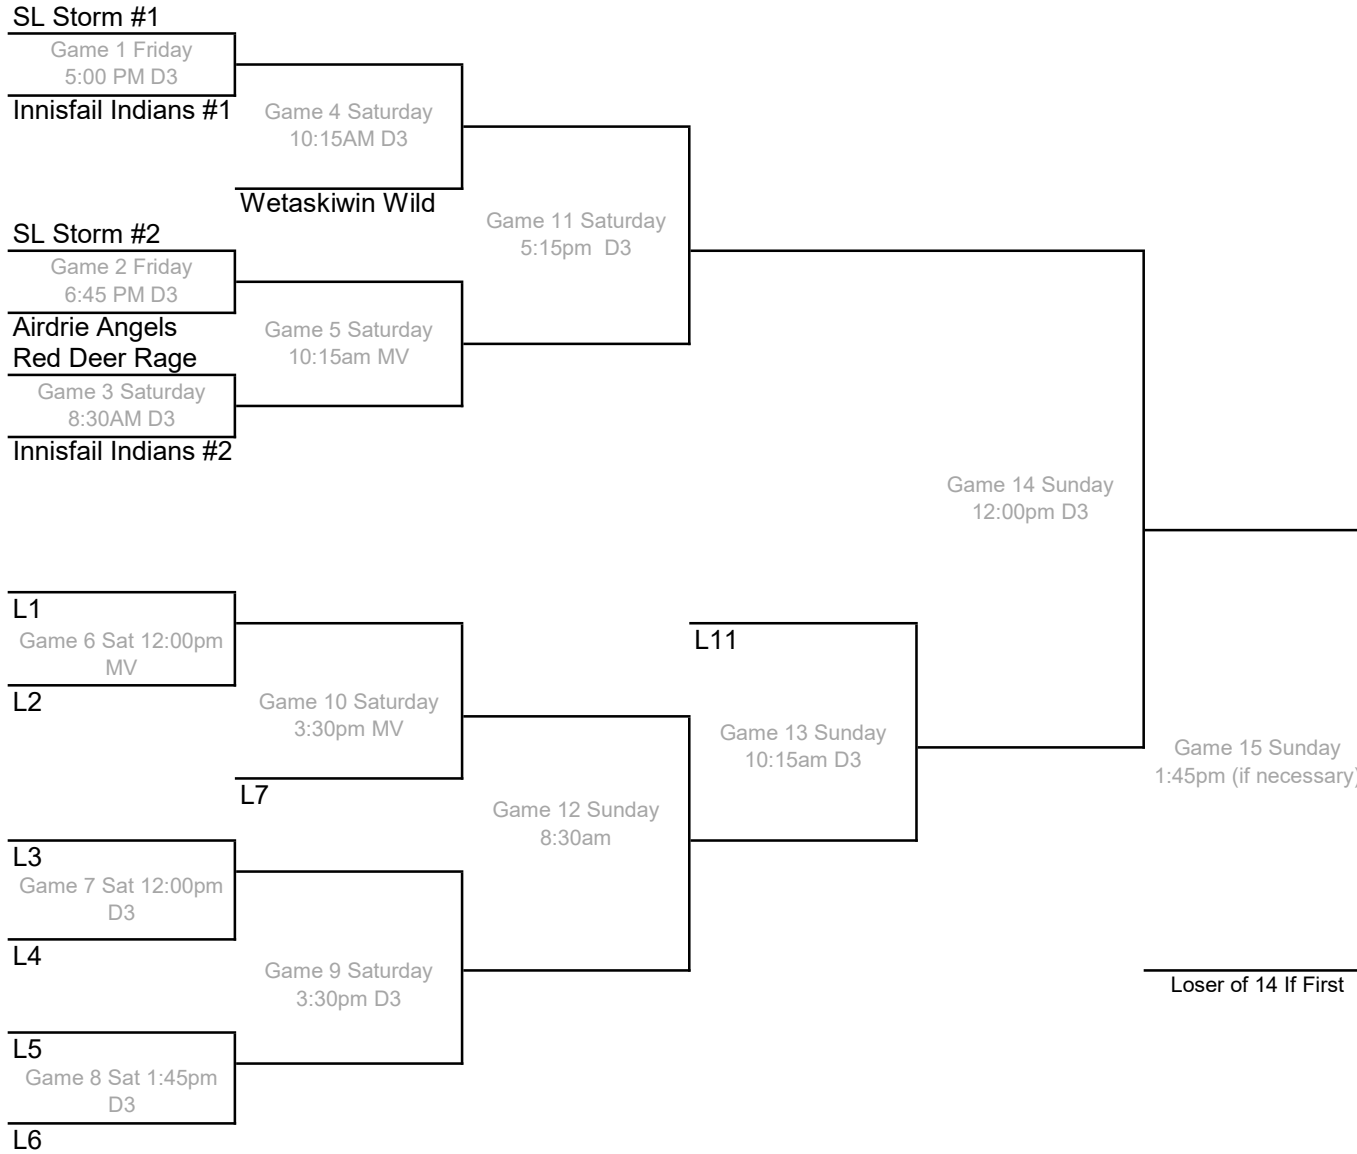 SL Storm #1
Game 1 Friday
5:00 PM D3
Innisfail Indians #1
Game 4 Saturday
10:15AM D3
Wetaskiwin Wild
Game 11 Saturday
5:15pm  D3
SL Storm #2
Game 2 Friday
6:45 PM D3
Airdrie Angels
Red Deer Rage
Game 5 Saturday
10:15am MV
Game 3 Saturday
8:30AM D3
Innisfail Indians #2
Game 14 Sunday
12:00pm D3
L1
Game 6 Sat 12:00pm
MV
L2
L11
Game 10 Saturday
3:30pm MV
L7
Game 13 Sunday
10:15am D3
Game 15 Sunday
1:45pm (if necessary)
Game 12 Sunday
8:30am
L3
Game 7 Sat 12:00pm
D3
L4
Game 9 Saturday
3:30pm D3
Loser of 14 If First
L5
Game 8 Sat 1:45pm
D3
L6